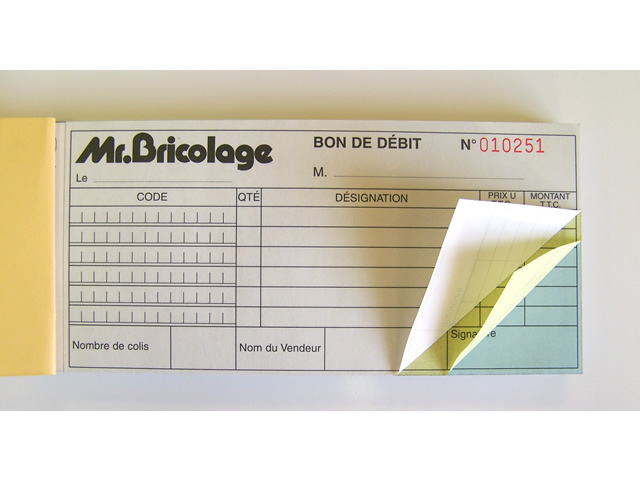 Mr.Bricolage
BON DE DÉBIT N° 010251
Le
M.
CODE QTÉ DÉSIGNATION PRIX U MONTANT
T.T.C.
Nombre de colis Nom du Vendeur Signature